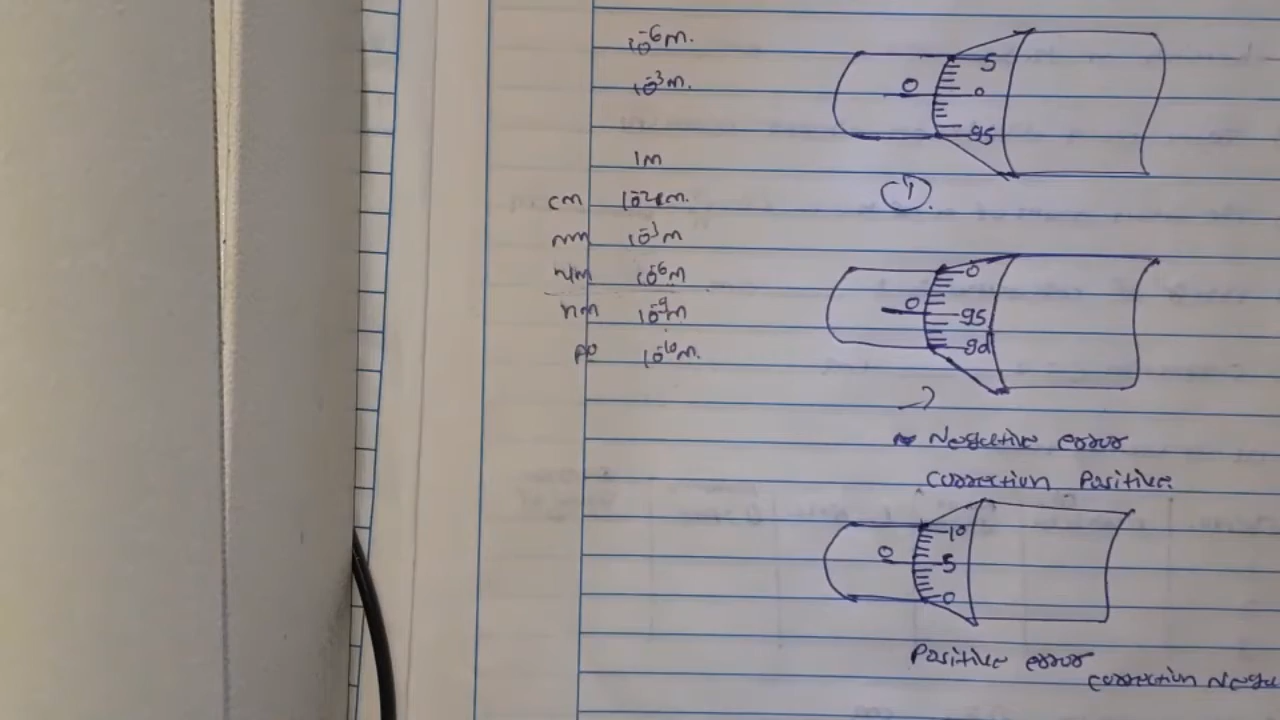 10⁻⁶m.
10⁻³m.
1m
cm 10⁻²m.
mm 10⁻³m
10⁻⁶m
nm 10⁻⁹m
10⁻¹⁰m.
5
0 0
95
1.
0
0 95
90
Negative error
correction Positive
10
0 5
0
Positive error
correction